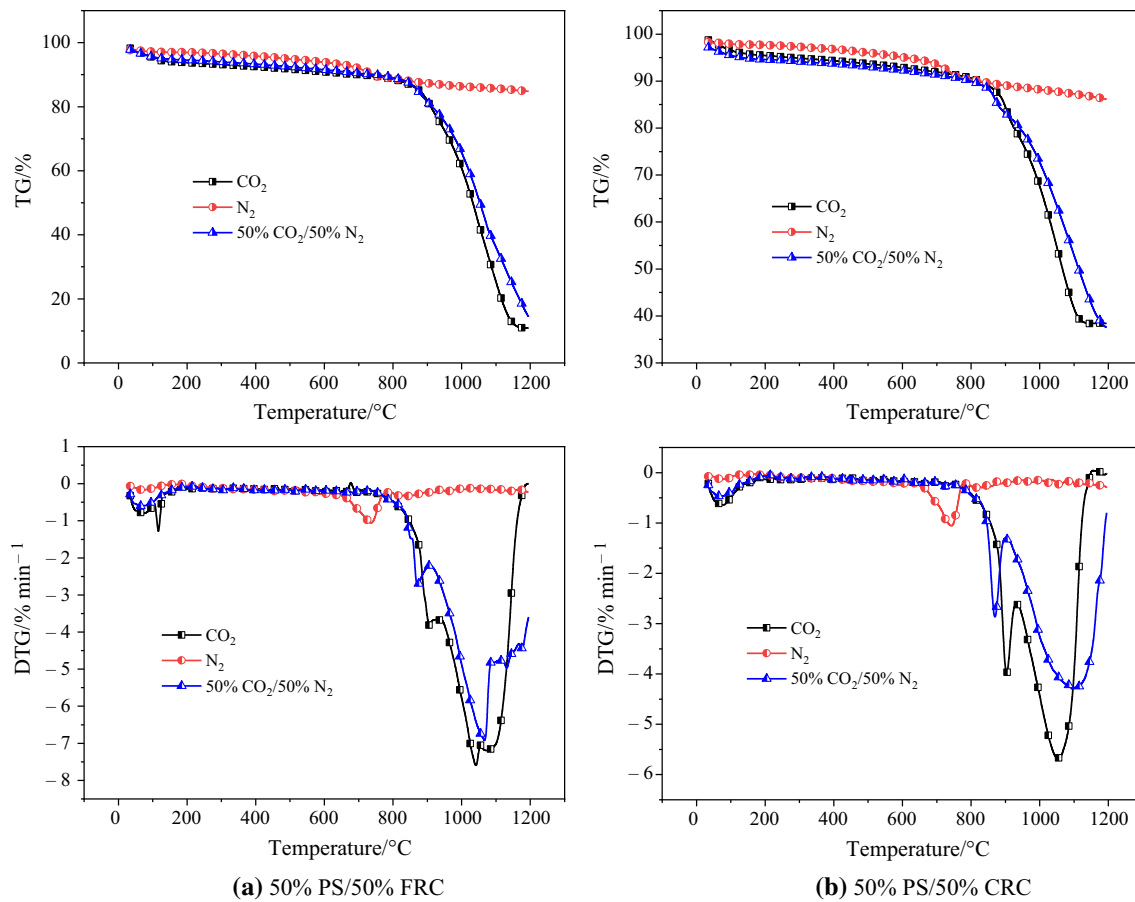 100
80
60
40
20
0
TG/%
CO₂
N₂
50% CO₂/50% N₂
0 200 400 600 800 1000 1200
Temperature/°C
100
90
80
70
60
50
40
30
TG/%
CO₂
N₂
50% CO₂/50% N₂
0 200 400 600 800 1000 1200
Temperature/°C
1
0
– 1
– 2
– 3
– 4
– 5
– 6
– 7
– 8
DTG/% min⁻¹
CO₂
N₂
50% CO₂/50% N₂
0 200 400 600 800 1000 1200
Temperature/°C
(a) 50% PS/50% FRC
0
– 1
– 2
– 3
– 4
– 5
– 6
DTG/% min⁻¹
CO₂
N₂
50% CO₂/50% N₂
0 200 400 600 800 1000 1200
Temperature/°C
(b) 50% PS/50% CRC